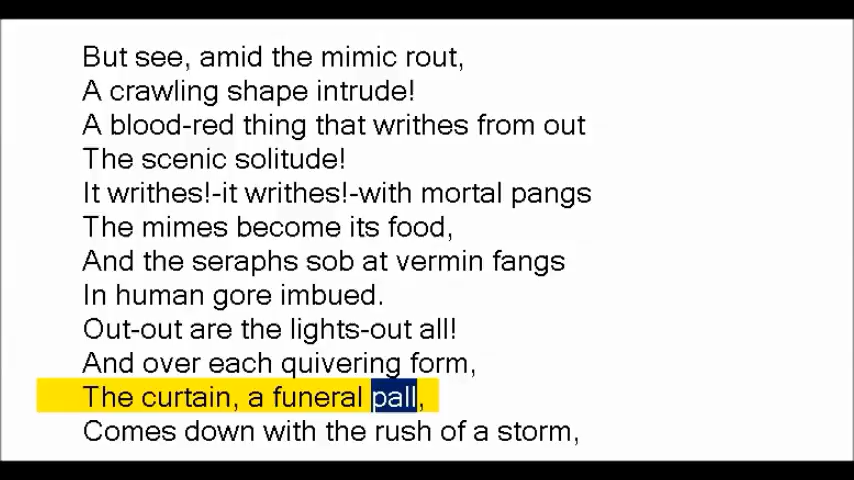 But see, amid the mimic rout,
A crawling shape intrude!
A blood-red thing that writhes from out
The scenic solitude!
It writhes!-it writhes!-with mortal pangs
The mimes become its food,
And the seraphs sob at vermin fangs
In human gore imbued.
Out-out are the lights-out all!
And over each quivering form,
The curtain, a funeral pall,
Comes down with the rush of a storm,